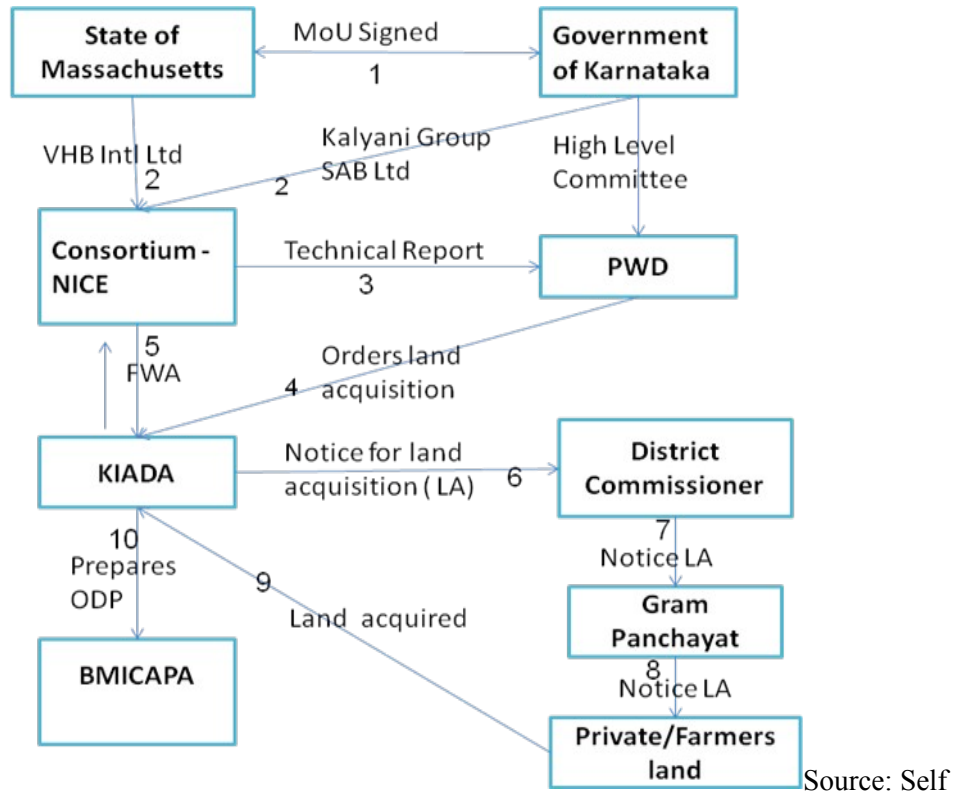 State of
Massachusetts
MoU Signed
1
Government
of Karnataka
VHB Intl Ltd
2
Kalyani Group
SAB Ltd
2
High Level
Committee
Consortium -
NICE
Technical Report
3
PWD
5
FWA
Orders land
4 acquisition
KIADA
Notice for land
acquisition ( LA)
6
District
Commissioner
7
Notice LA
10
Prepares
ODP
9
Land acquired
Gram
Panchayat
8
Notice LA
BMICAPA
Private/Farmers
land
Source: Self